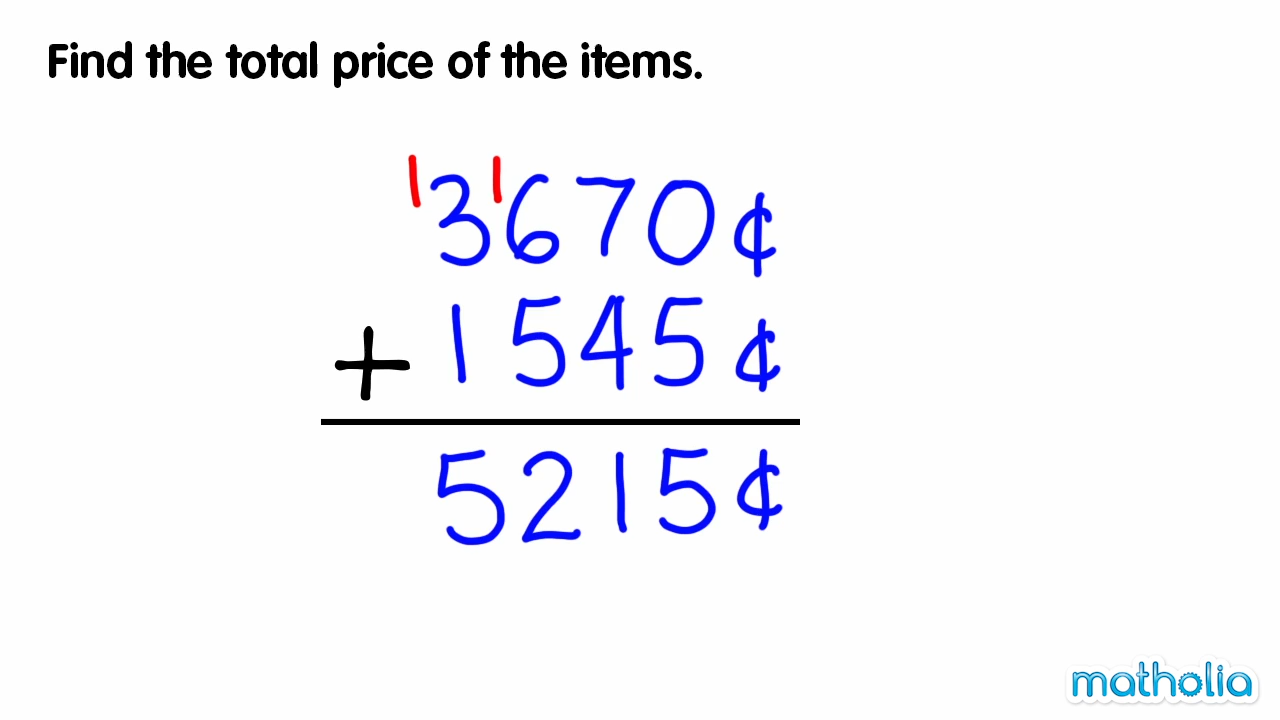 Find the total price of the items.
1 1
3670¢
+ 1545¢
5215¢
matholia